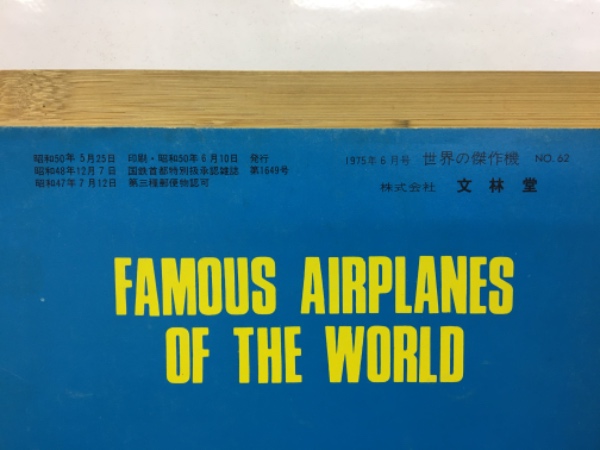 昭和50年5月25日 印刷・昭和50年6月10日 発行
昭和48年12月7日 国鉄首都特別扱承認雑誌 第1649号
昭和47年7月12日 第三種郵便物認可
1975年6月号 世界の傑作機 NO.62
株式会社 文林堂
FAMOUS AIRPLANES
OF THE WORLD